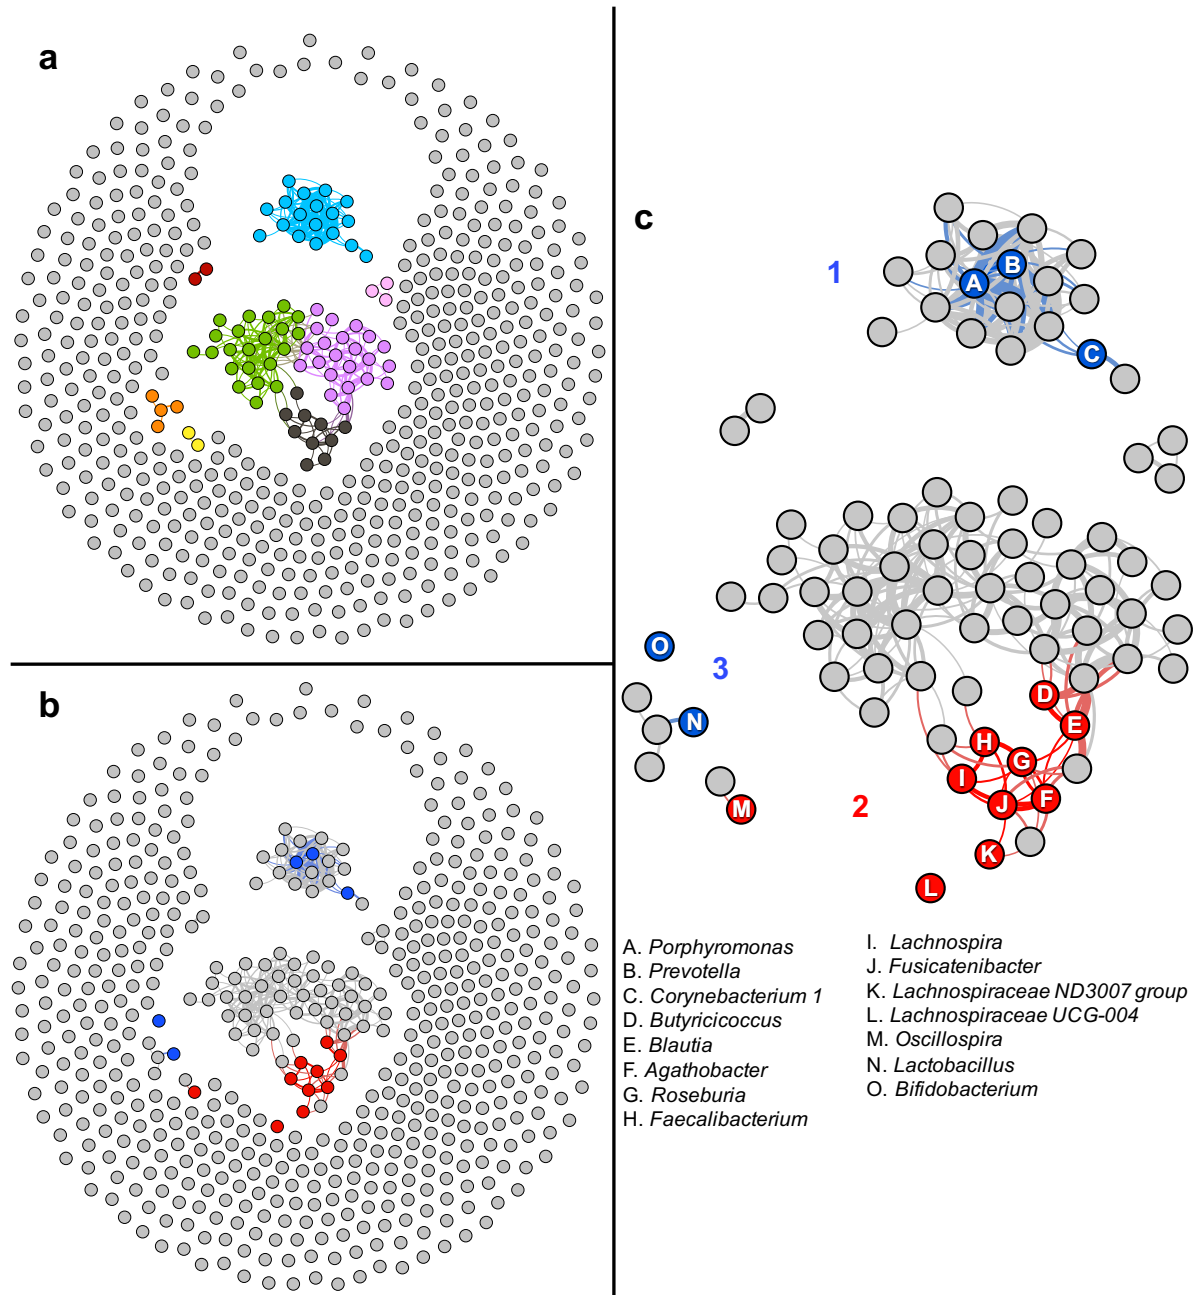 a
b
c
1
B
A
C
O
3
N
D
E
H
G
I
J
F
M
2
K
L
A. Porphyromonas
B. Prevotella
C. Corynebacterium 1
D. Butyricicoccus
E. Blautia
F. Agathobacter
G. Roseburia
H. Faecalibacterium
I. Lachnospira
J. Fusicatenibacter
K. Lachnospiraceae ND3007 group
L. Lachnospiraceae UCG-004
M. Oscillospira
N. Lactobacillus
O. Bifidobacterium